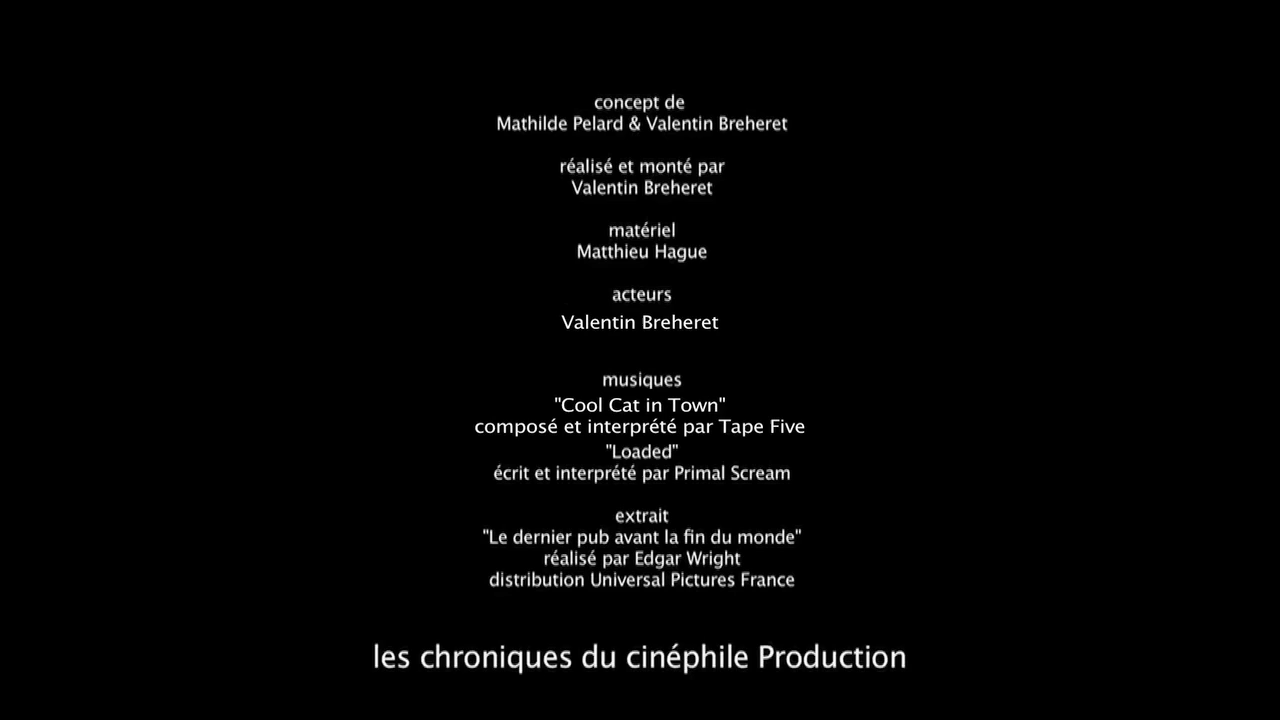 concept de
Mathilde Pelard & Valentin Breheret
réalisé et monté par
Valentin Breheret
matériel
Matthieu Hague
acteurs
Valentin Breheret
musiques
"Cool Cat in Town"
composé et interprété par Tape Five
"Loaded"
écrit et interprété par Primal Scream
extrait
"Le dernier pub avant la fin du monde"
réalisé par Edgar Wright
distribution Universal Pictures France
les chroniques du cinéphile Production